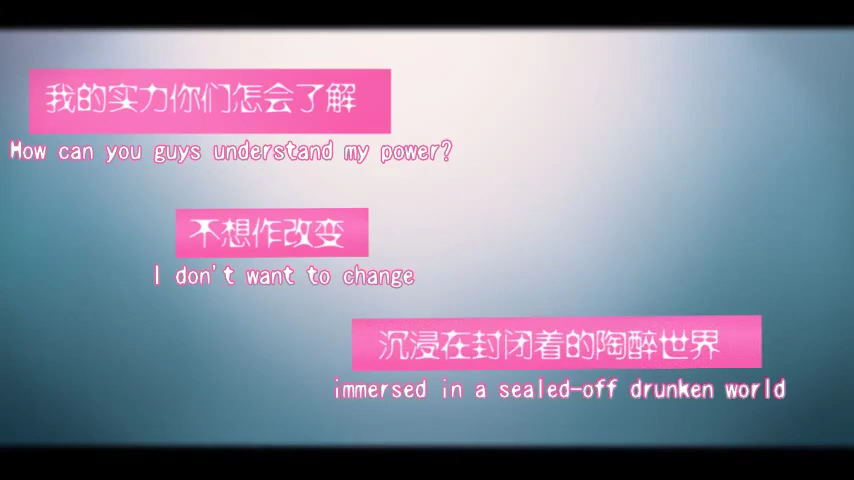 我的实力你们怎会了解
How can you guys understand my power?
不想作改变
I don't want to change
沉浸在封闭着的陶醉世界
immersed in a sealed-off drunken world